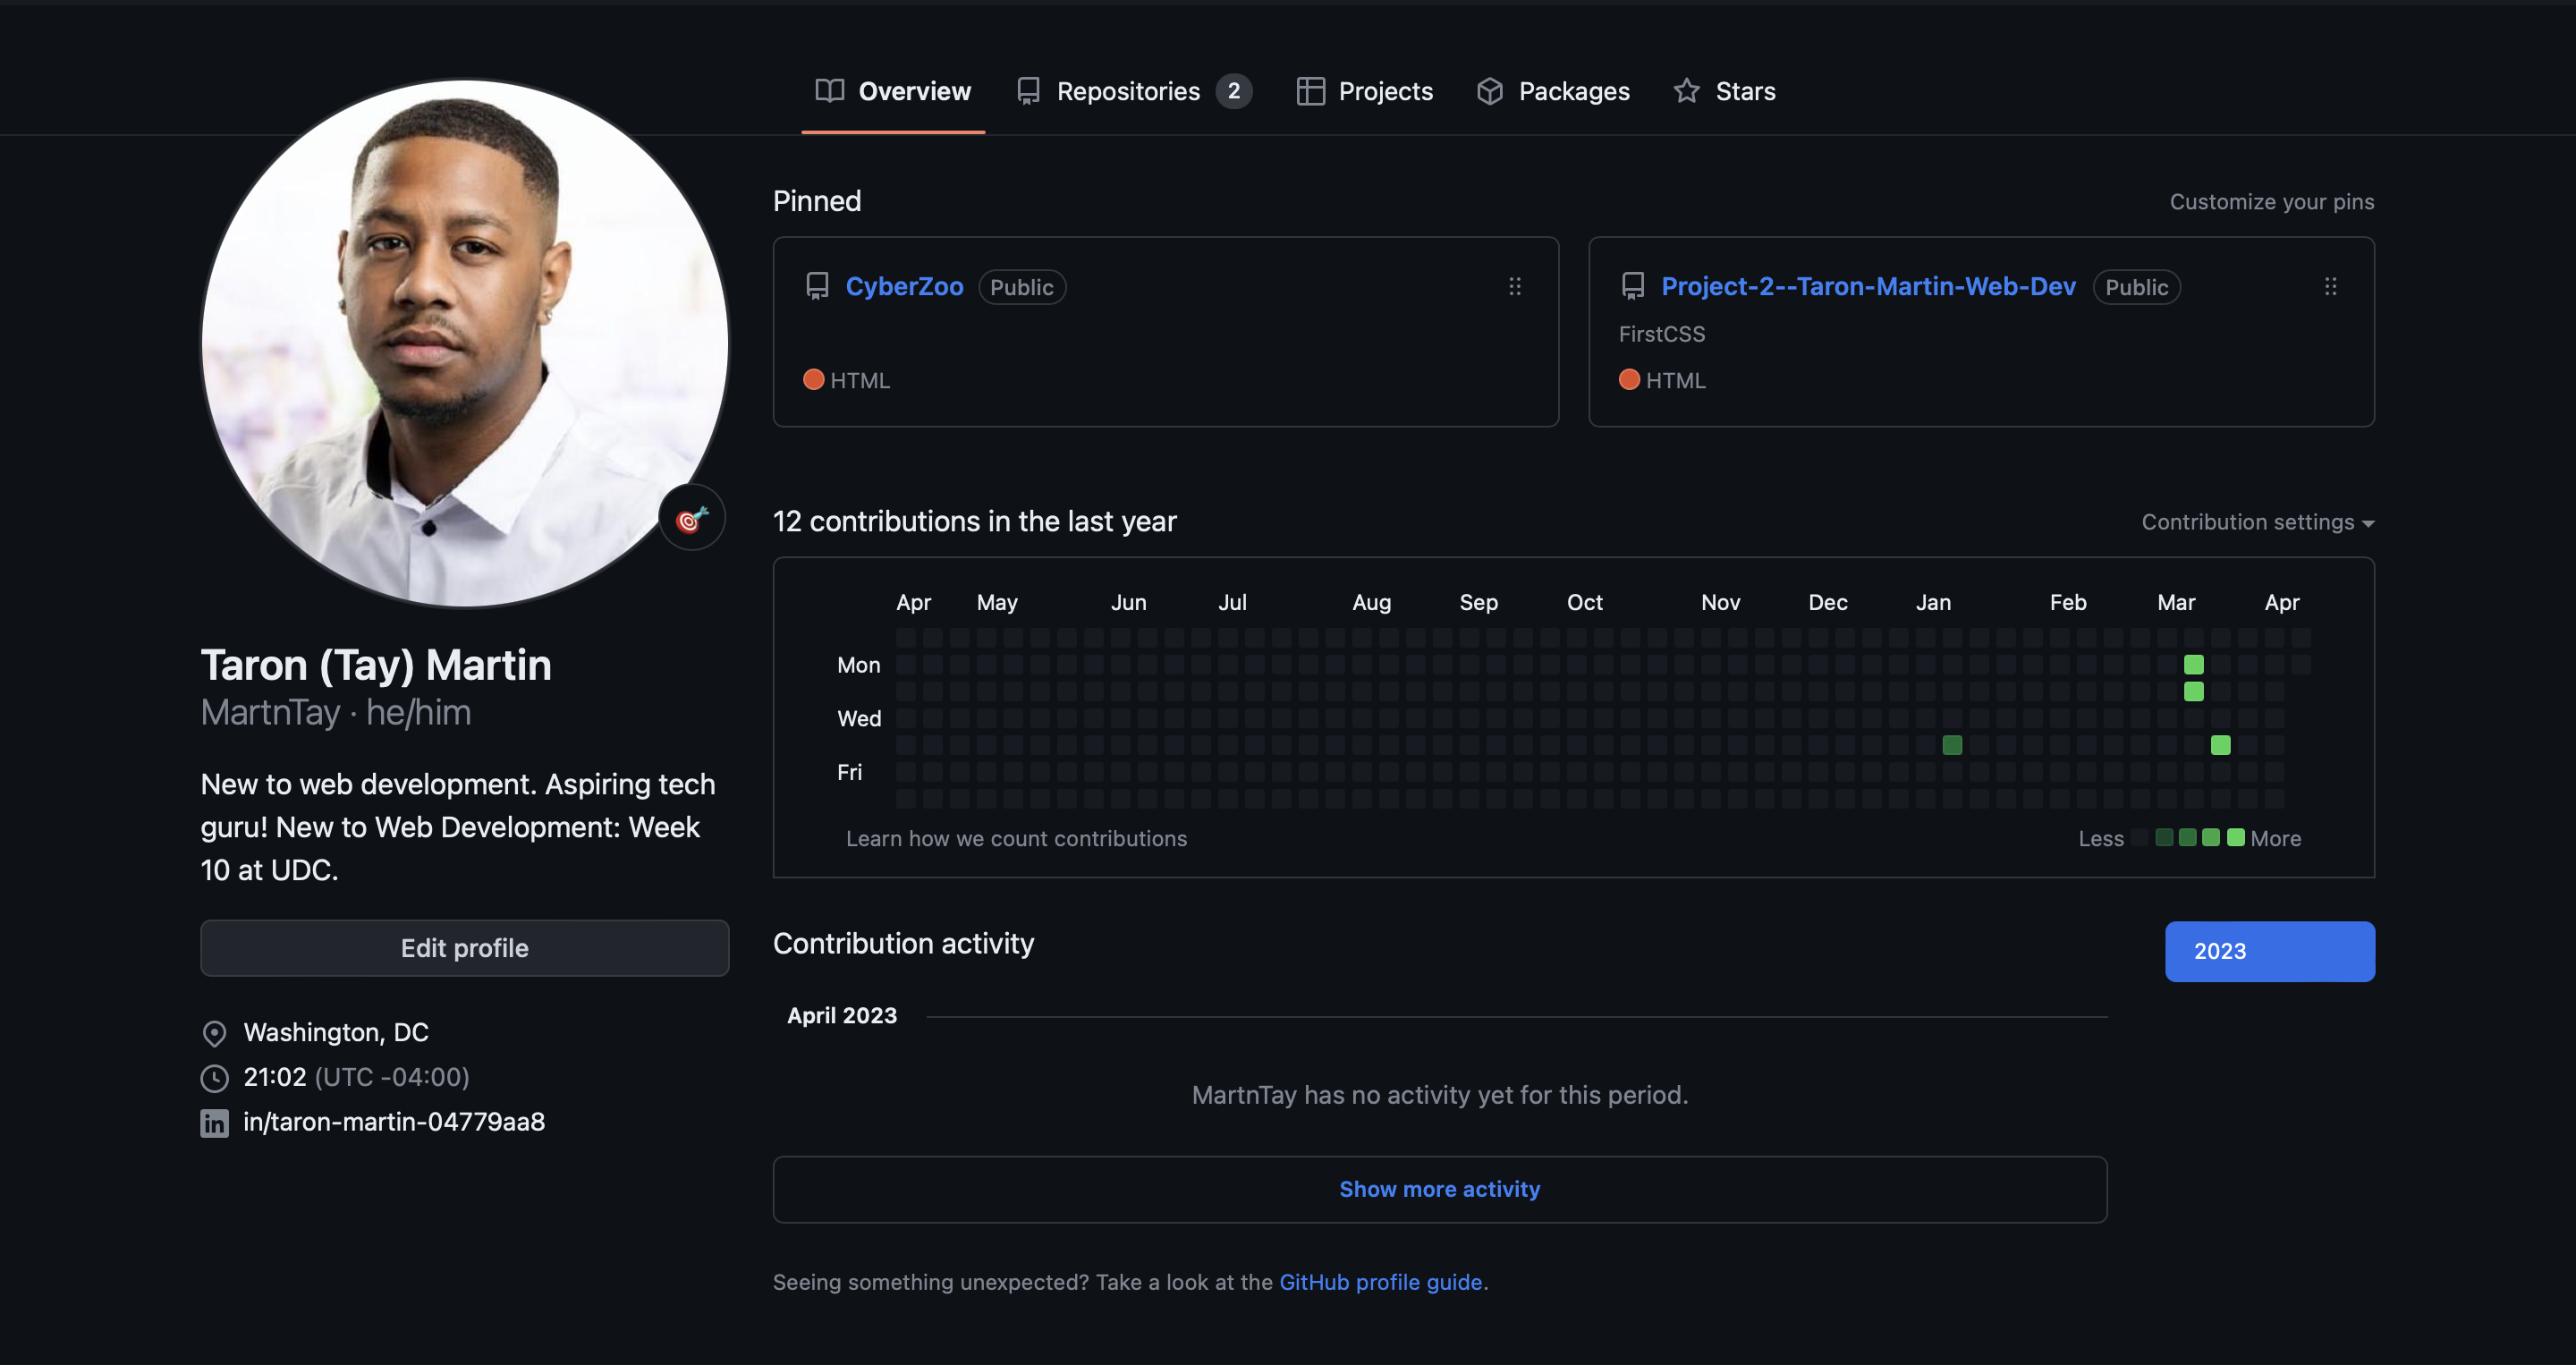 Overview
Repositories 2
Projects
Packages
Stars
Taron (Tay) Martin
MartnTay · he/him
New to web development. Aspiring tech
guru! New to Web Development: Week
10 at UDC.
Edit profile
Washington, DC
21:02 (UTC -04:00)
in/taron-martin-04779aa8
Pinned
Customize your pins
CyberZoo Public
HTML
Project-2--Taron-Martin-Web-Dev Public
FirstCSS
HTML
12 contributions in the last year
Contribution settings
Apr May Jun Jul Aug Sep Oct Nov Dec Jan Feb Mar Apr
Mon
Wed
Fri
Learn how we count contributions
Less More
Contribution activity
2023
April 2023
MartnTay has no activity yet for this period.
Show more activity
Seeing something unexpected? Take a look at the GitHub profile guide.